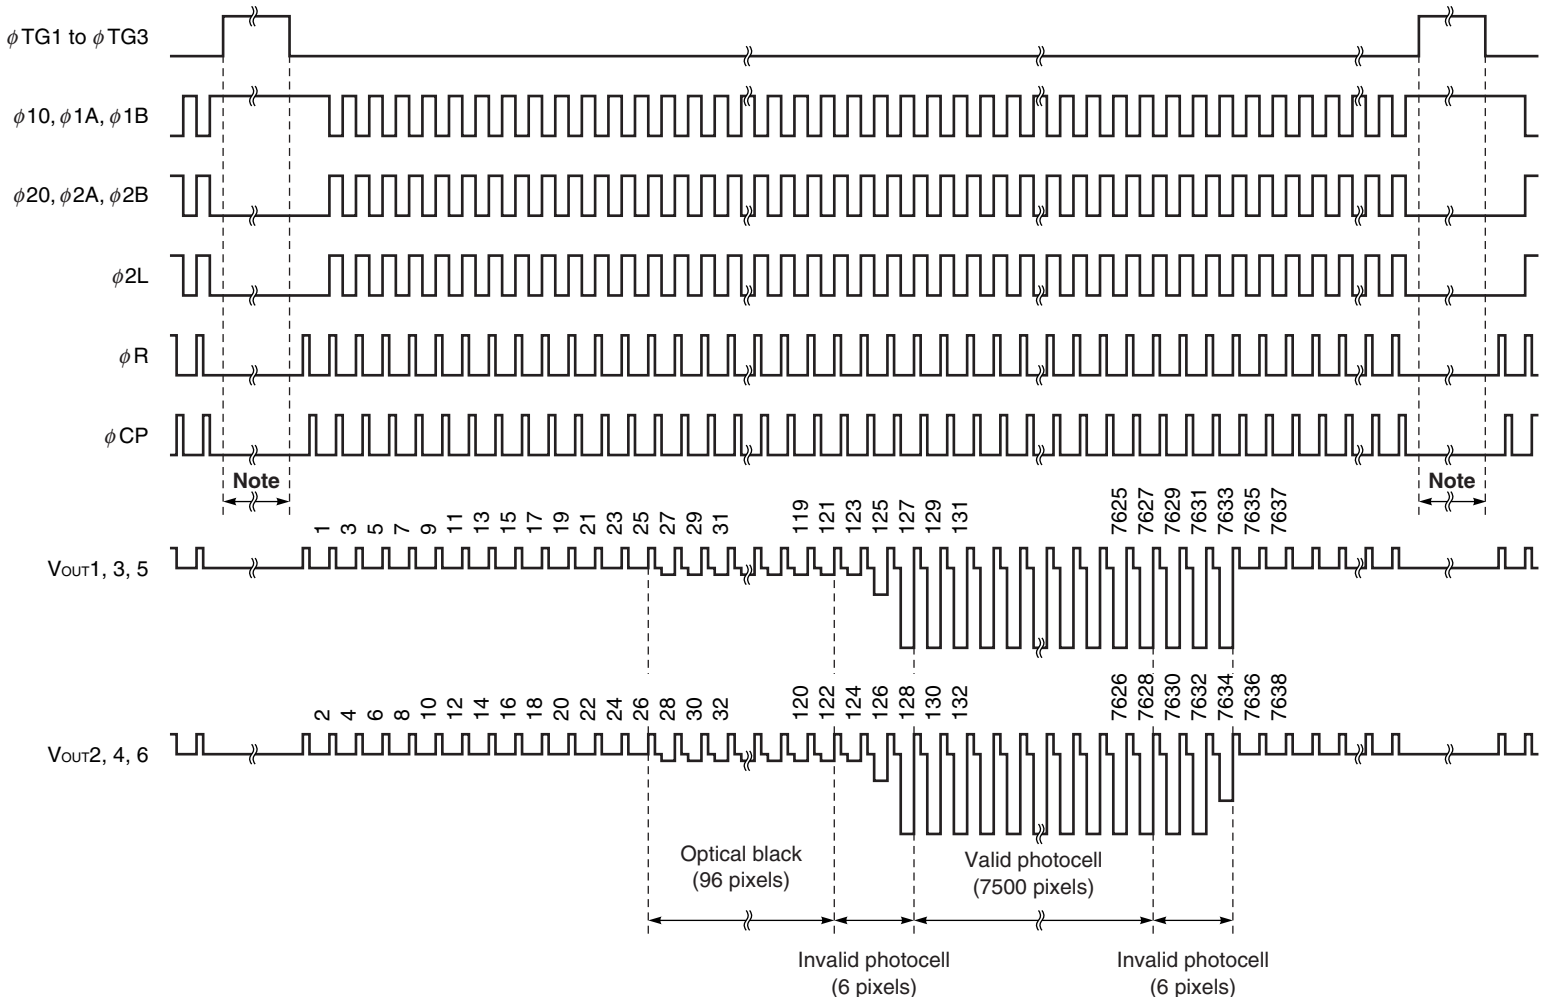 φTG1 to φTG3
φ10, φ1A, φ1B
φ20, φ2A, φ2B
φ2L
φR
φCP
Note Note
1 3 5 7 9 11 13 15 17 19 21 23 25 27 29 31 119 121 123 125 127 129 131 7625 7627 7629 7631 7633 7635 7637
VOUT1, 3, 5
2 4 6 8 10 12 14 16 18 20 22 24 26 28 30 32 120 122 124 126 128 130 132 7626 7628 7630 7632 7634 7636 7638
VOUT2, 4, 6
Optical black
(96 pixels)
Valid photocell
(7500 pixels)
Invalid photocell
(6 pixels)
Invalid photocell
(6 pixels)